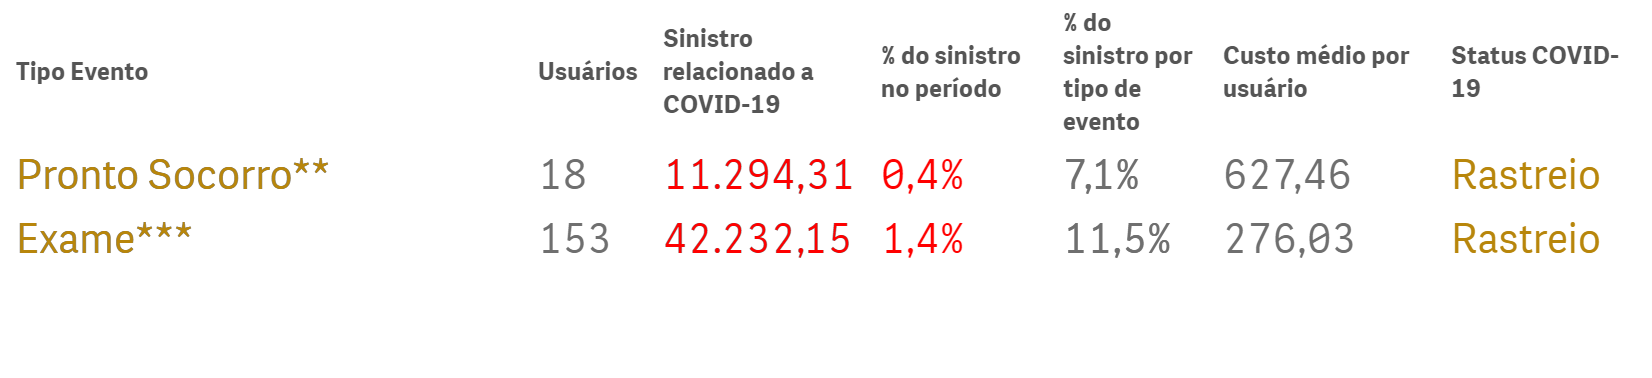 Tipo Evento
Usuários
Sinistro
relacionado a
COVID-19
% do sinistro
no período
% do
sinistro por
tipo de
evento
Custo médio por
usuário
Status COVID-
19
Pronto Socorro** 18 11.294,31 0,4% 7,1% 627,46 Rastreio
Exame*** 153 42.232,15 1,4% 11,5% 276,03 Rastreio